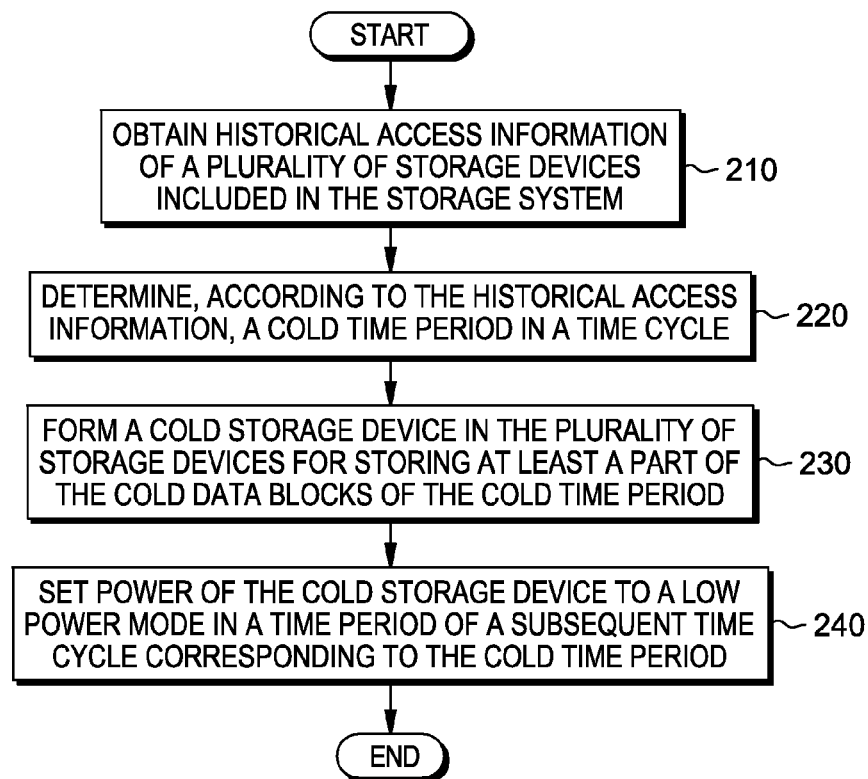 START
OBTAIN HISTORICAL ACCESS INFORMATION
OF A PLURALITY OF STORAGE DEVICES
INCLUDED IN THE STORAGE SYSTEM
210
DETERMINE, ACCORDING TO THE HISTORICAL ACCESS
INFORMATION, A COLD TIME PERIOD IN A TIME CYCLE
220
FORM A COLD STORAGE DEVICE IN THE PLURALITY OF
STORAGE DEVICES FOR STORING AT LEAST A PART OF
THE COLD DATA BLOCKS OF THE COLD TIME PERIOD
230
SET POWER OF THE COLD STORAGE DEVICE TO A LOW
POWER MODE IN A TIME PERIOD OF A SUBSEQUENT TIME
CYCLE CORRESPONDING TO THE COLD TIME PERIOD
240
END